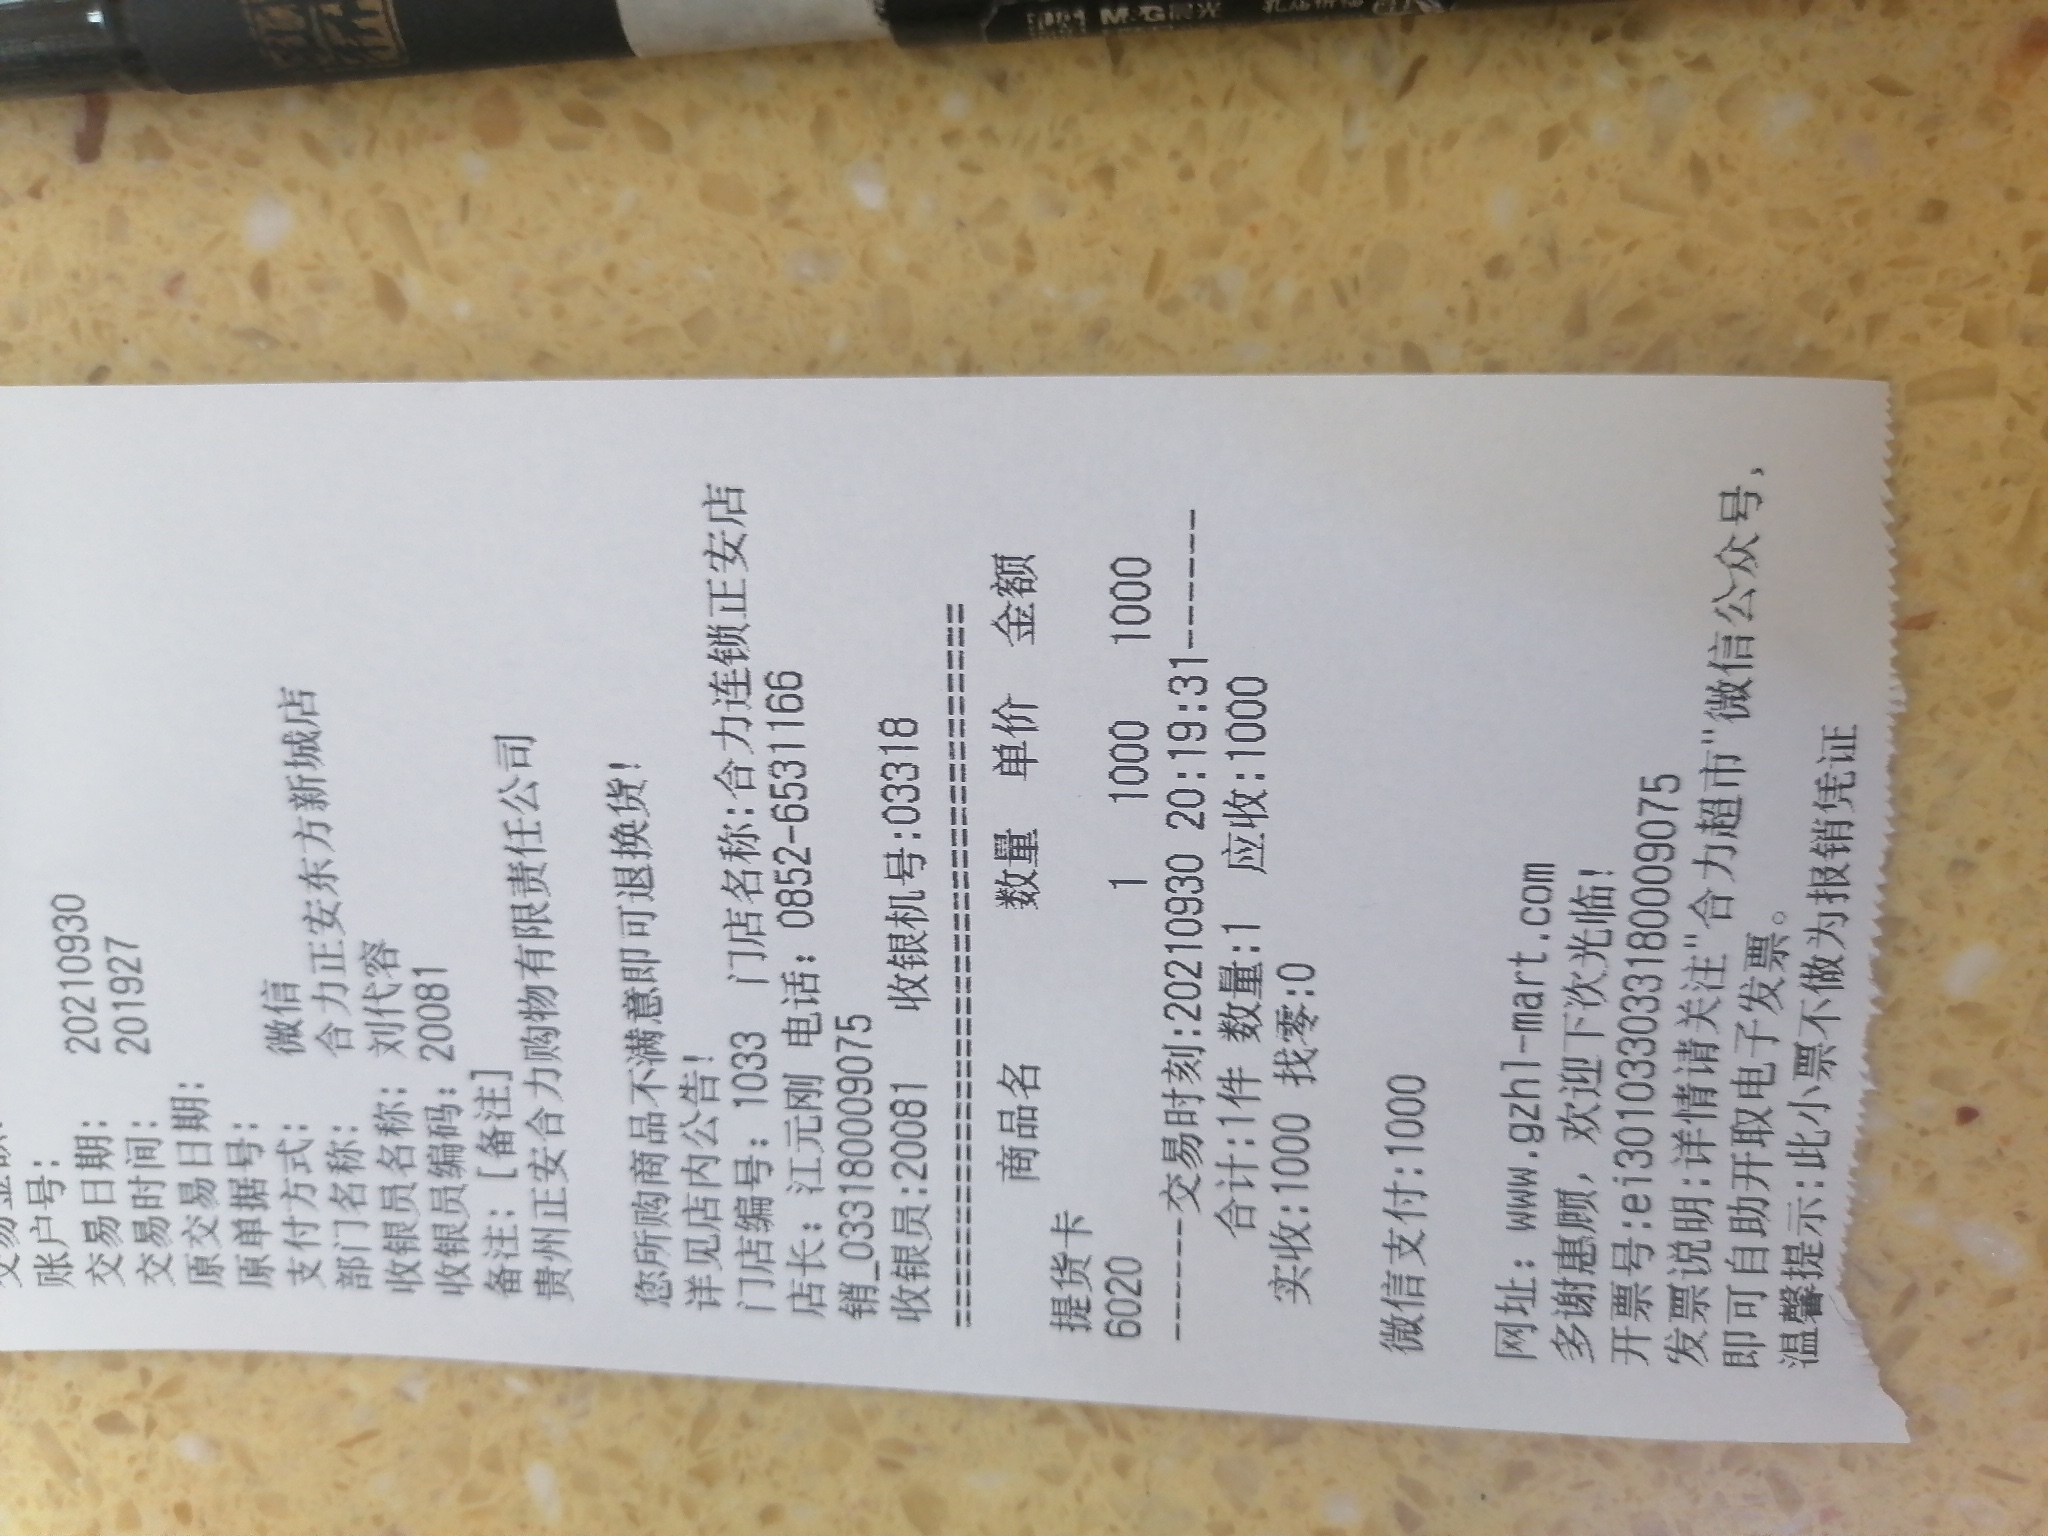 账户号:
交易日期: 20210930
交易时间: 201927
原交易日期:
原单据号:
支付方式: 微信
部门名称: 合力正安东方新城店
收银员名称: 刘代容
收银员编码: 20081
备注: [备注]
贵州正安合力购物有限责任公司
您所购商品不满意即可退换货!
详见店内公告!
门店编号: 1033 门店名称:合力连锁正安店
店长: 江元刚 电话: 0852-6531166
销_0331800009075
收银员:20081 收银机号:03318
==========================================
商品名 数量 单价 金额
提货卡
6020 1 1000 1000
-------交易时刻:20210930 20:19:31--------
合计:1件 数量:1 应收:1000
实收:1000 找零:0
微信支付:1000
网址: www.gzhl-mart.com
多谢惠顾, 欢迎下次光临!
开票号:ei301033033180009075
发票说明:详情请关注"合力超市"微信公众号,
即可自助开取电子发票。
温馨提示:此小票不做为报销凭证
M&G晨光